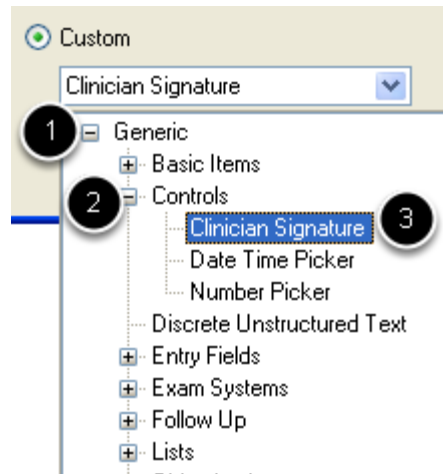 Custom
Clinician Signature
1 Generic
Basic Items
2 Controls
Clinician Signature 3
Date Time Picker
Number Picker
Discrete Unstructured Text
Entry Fields
Exam Systems
Follow Up
Lists